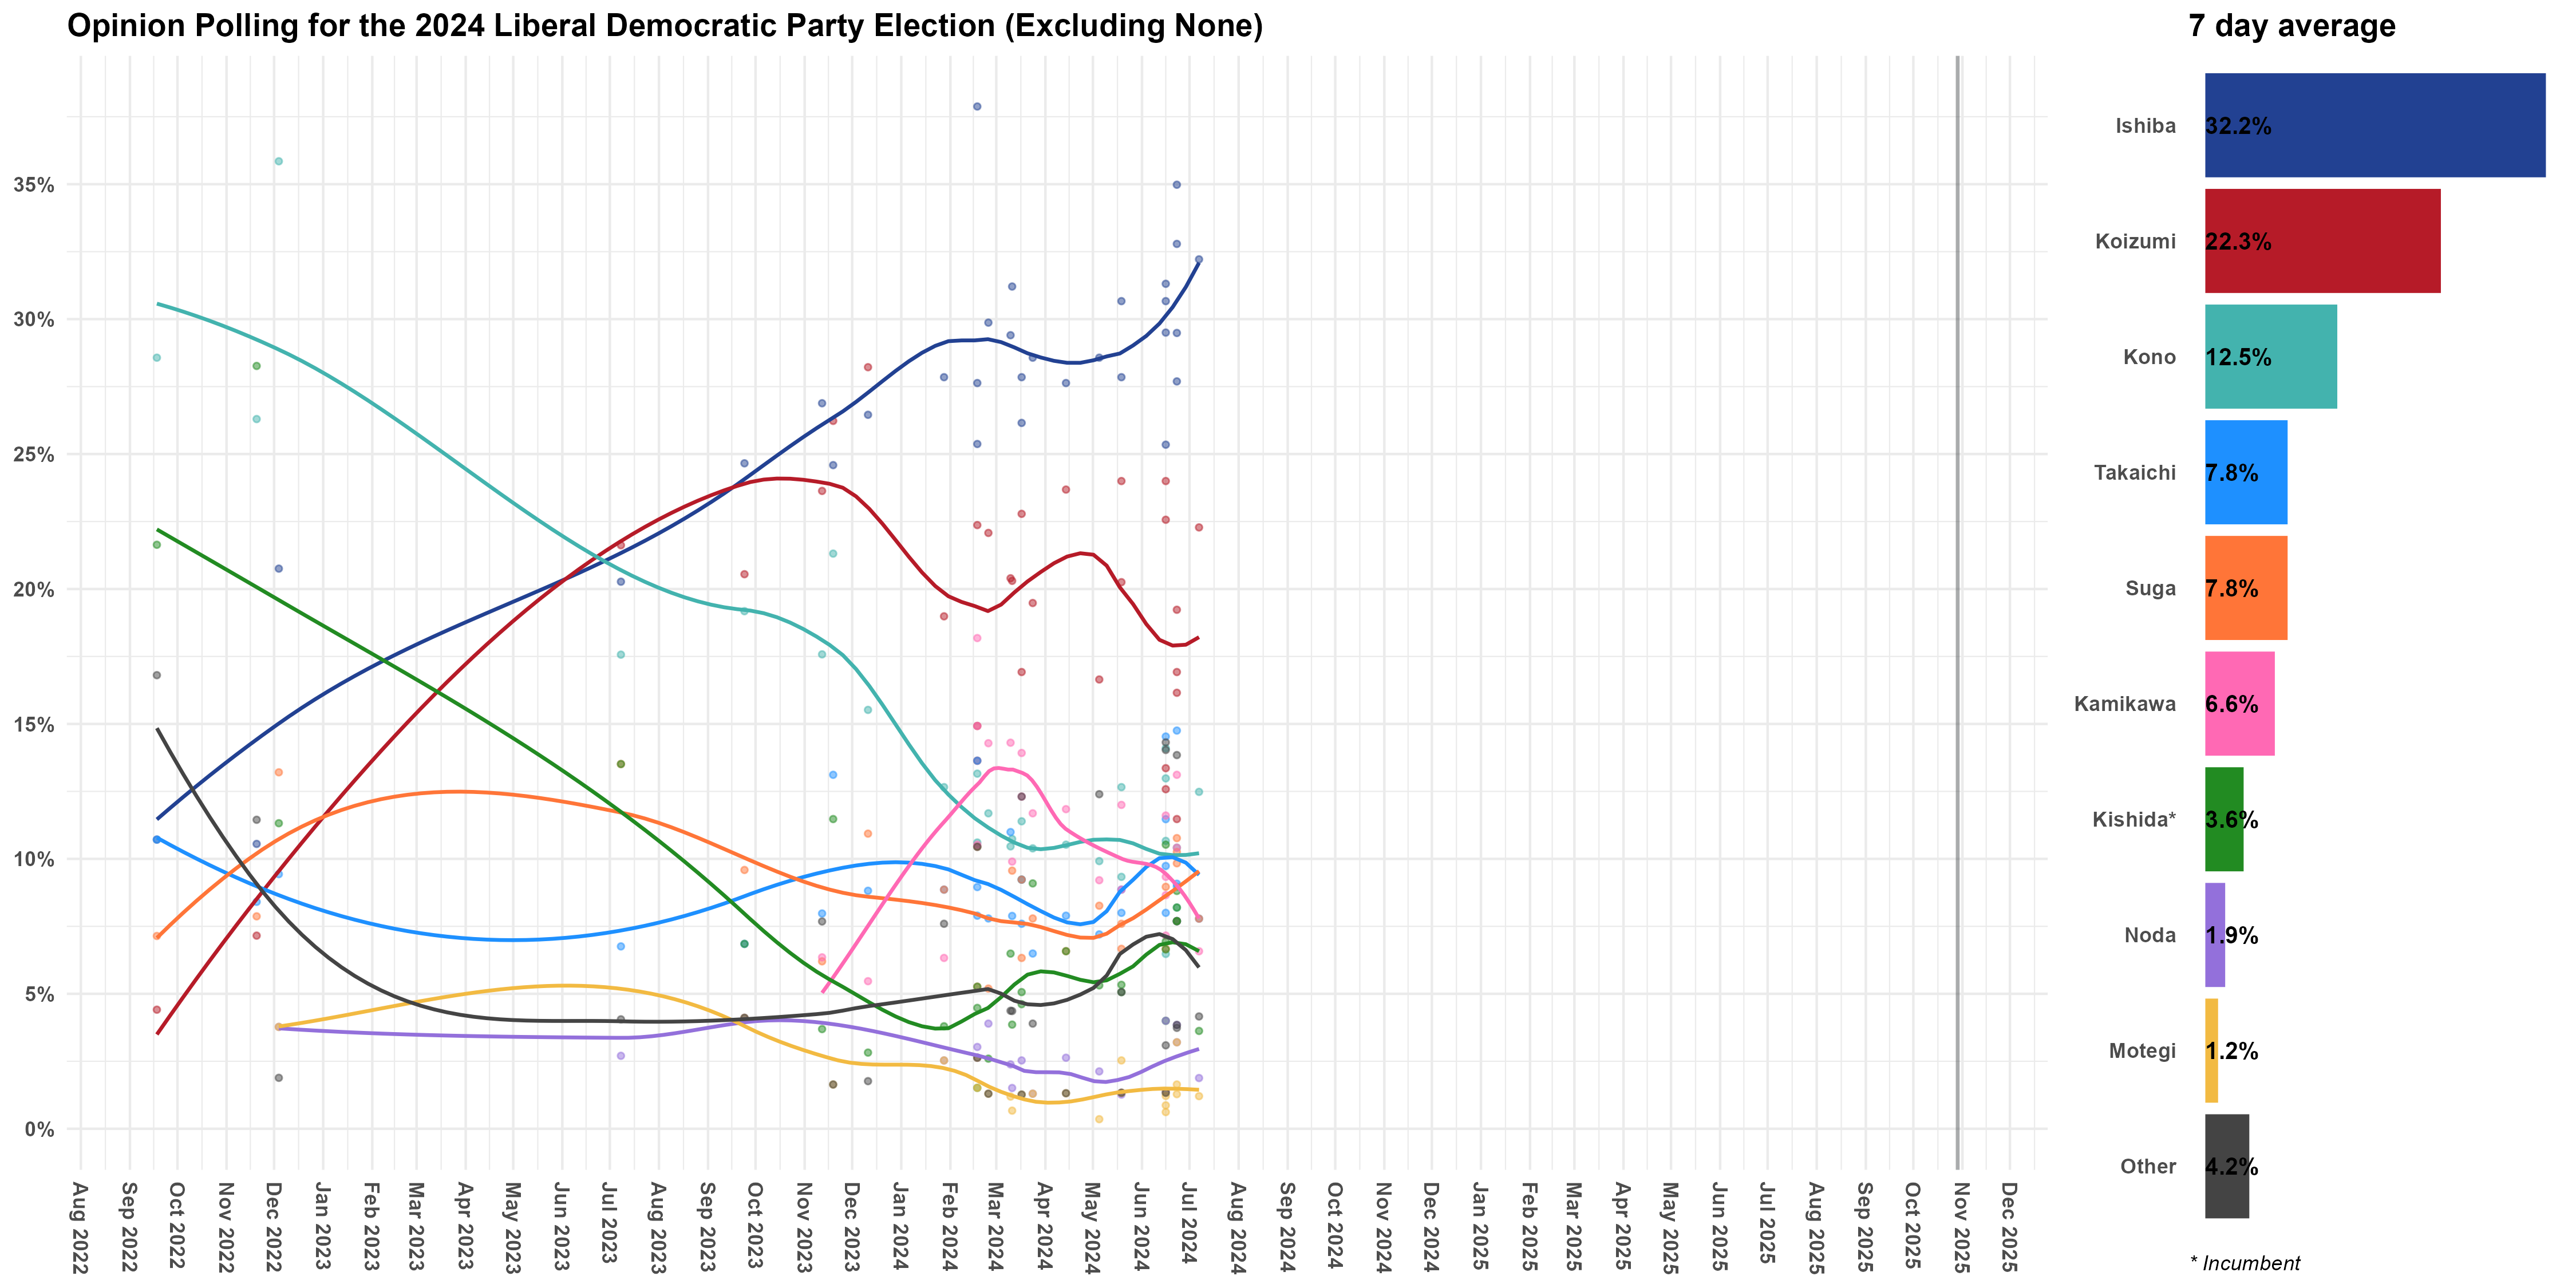 Opinion Polling for the 2024 Liberal Democratic Party Election (Excluding None)
35%
30%
25%
20%
15%
10%
5%
0%
Aug 2022
Sep 2022
Oct 2022
Nov 2022
Dec 2022
Jan 2023
Feb 2023
Mar 2023
Apr 2023
May 2023
Jun 2023
Jul 2023
Aug 2023
Sep 2023
Oct 2023
Nov 2023
Dec 2023
Jan 2024
Feb 2024
Mar 2024
Apr 2024
May 2024
Jun 2024
Jul 2024
Aug 2024
Sep 2024
Oct 2024
Nov 2024
Dec 2024
Jan 2025
Feb 2025
Mar 2025
Apr 2025
May 2025
Jun 2025
Jul 2025
Aug 2025
Sep 2025
Oct 2025
Nov 2025
Dec 2025
7 day average
Ishiba 32.2%
Koizumi 22.3%
Kono 12.5%
Takaichi 7.8%
Suga 7.8%
Kamikawa 6.6%
Kishida* 3.6%
Noda 1.9%
Motegi 1.2%
Other 4.2%
* Incumbent